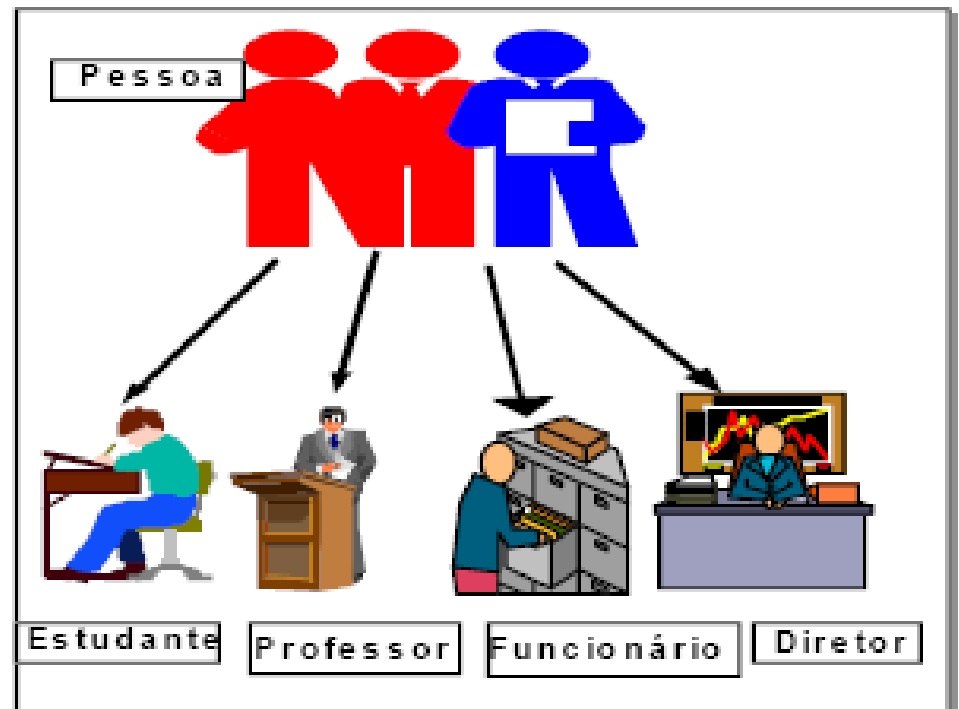 Pessoa
Estudante
Professor
Funcionário
Diretor